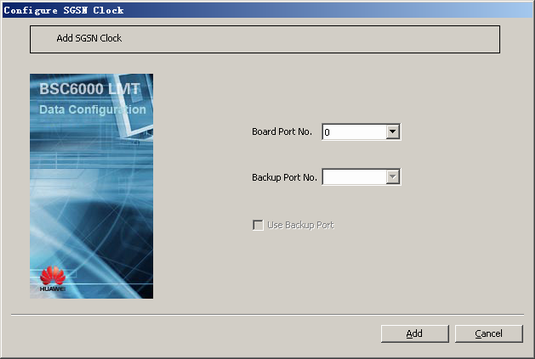 Configure SGSN Clock
Add SGSN Clock
BSC6000 LMT
Data Configuration
HUAWEI
Board Port No.
0
Backup Port No.
Use Backup Port
Add
Cancel